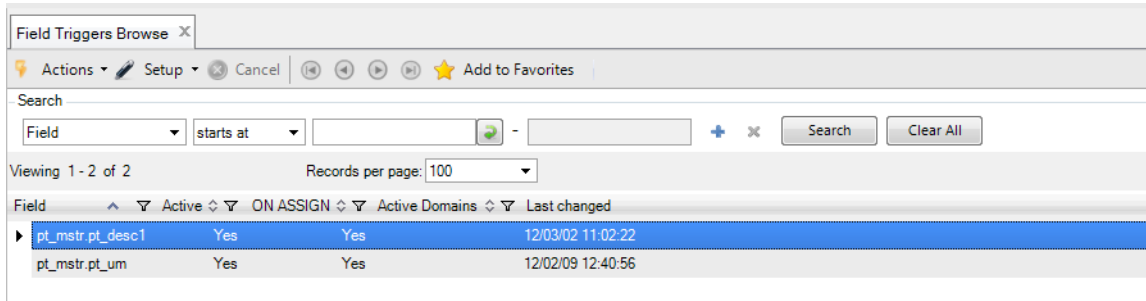 Field Triggers Browse
Actions Setup Cancel Add to Favorites
Search
Field starts at - Search Clear All
Viewing 1 - 2 of 2 Records per page: 100
Field Active ON ASSIGN Active Domains Last changed
pt_mstr.pt_desc1 Yes Yes 12/03/02 11:02:22
pt_mstr.pt_um Yes Yes 12/02/09 12:40:56